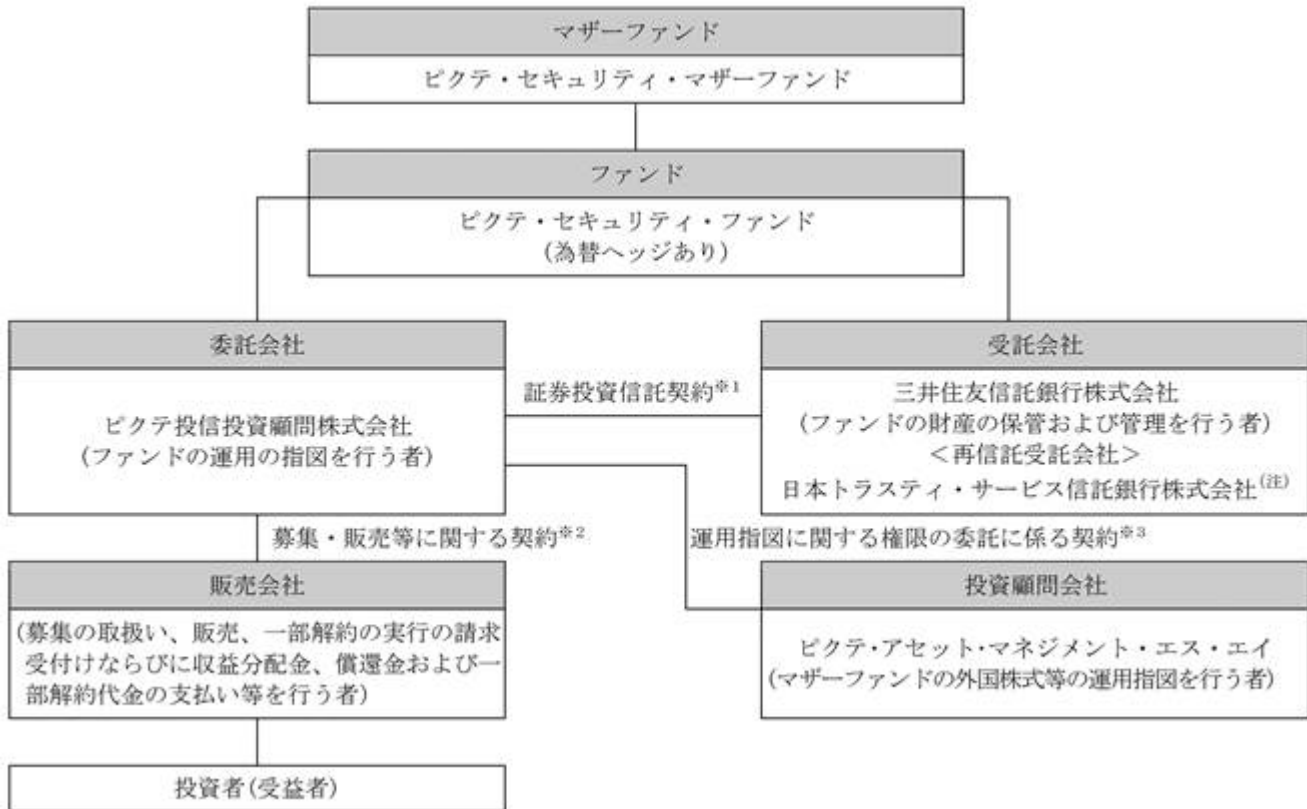 マザーファンド
ピクテ・セキュリティ・マザーファンド
ファンド
ピクテ・セキュリティ・ファンド
(為替ヘッジあり)
委託会社
ピクテ投信投資顧問株式会社
(ファンドの運用の指図を行う者)
証券投資信託契約※1
受託会社
三井住友信託銀行株式会社
(ファンドの財産の保管および管理を行う者)
<再信託受託会社>
日本トラスティ・サービス信託銀行株式会社(注)
募集・販売等に関する契約※2
運用指図に関する権限の委託に係る契約※3
販売会社
(募集の取扱い、販売、一部解約の実行の請求
受付けならびに収益分配金、償還金および一
部解約代金の支払い等を行う者)
投資顧問会社
ピクテ・アセット・マネジメント・エス・エイ
(マザーファンドの外国株式等の運用指図を行う者)
投資者(受益者)